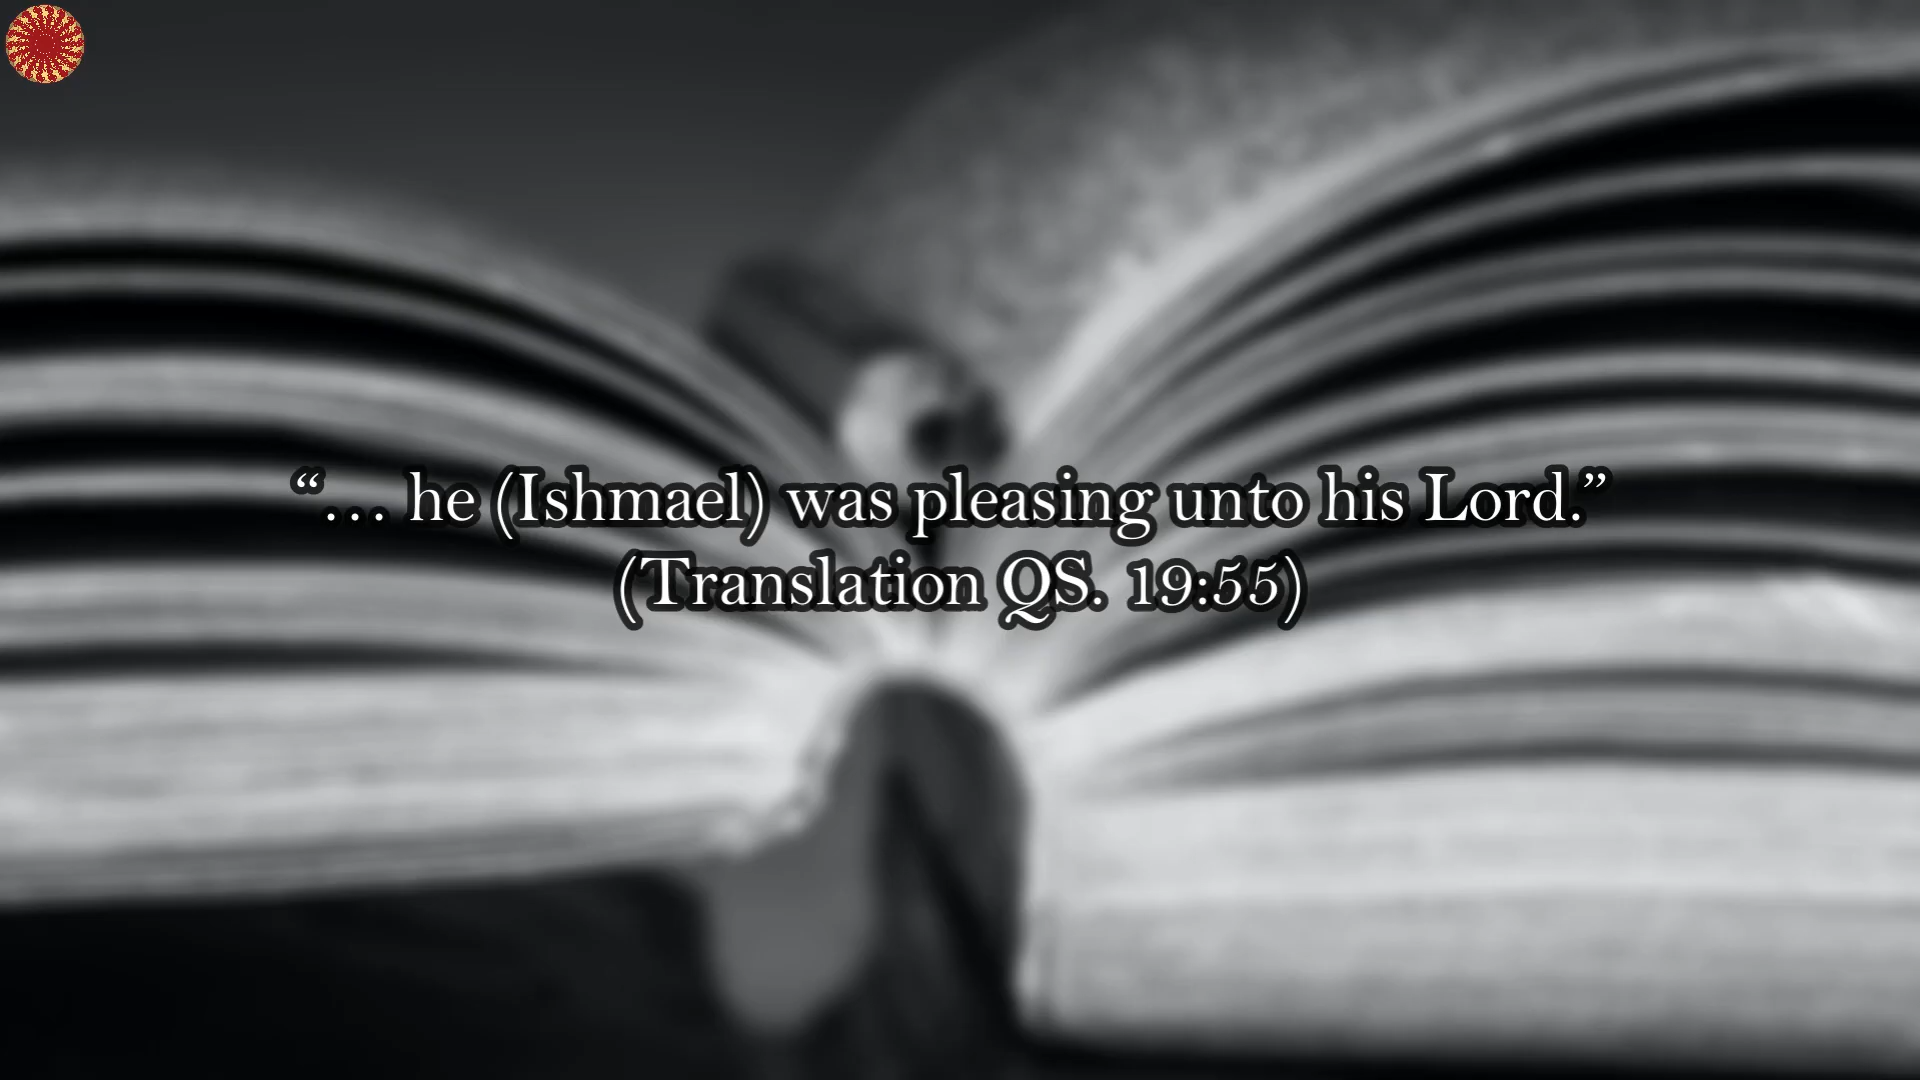 “… he (Ishmael) was pleasing unto his Lord.”
(Translation QS. 19:55)